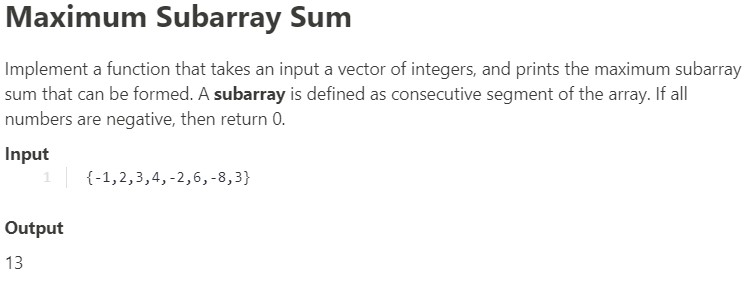 Maximum Subarray Sum
Implement a function that takes an input a vector of integers, and prints the maximum subarray
sum that can be formed. A subarray is defined as consecutive segment of the array. If all
numbers are negative, then return 0.
Input
1 {-1,2,3,4,-2,6,-8,3}
Output
13